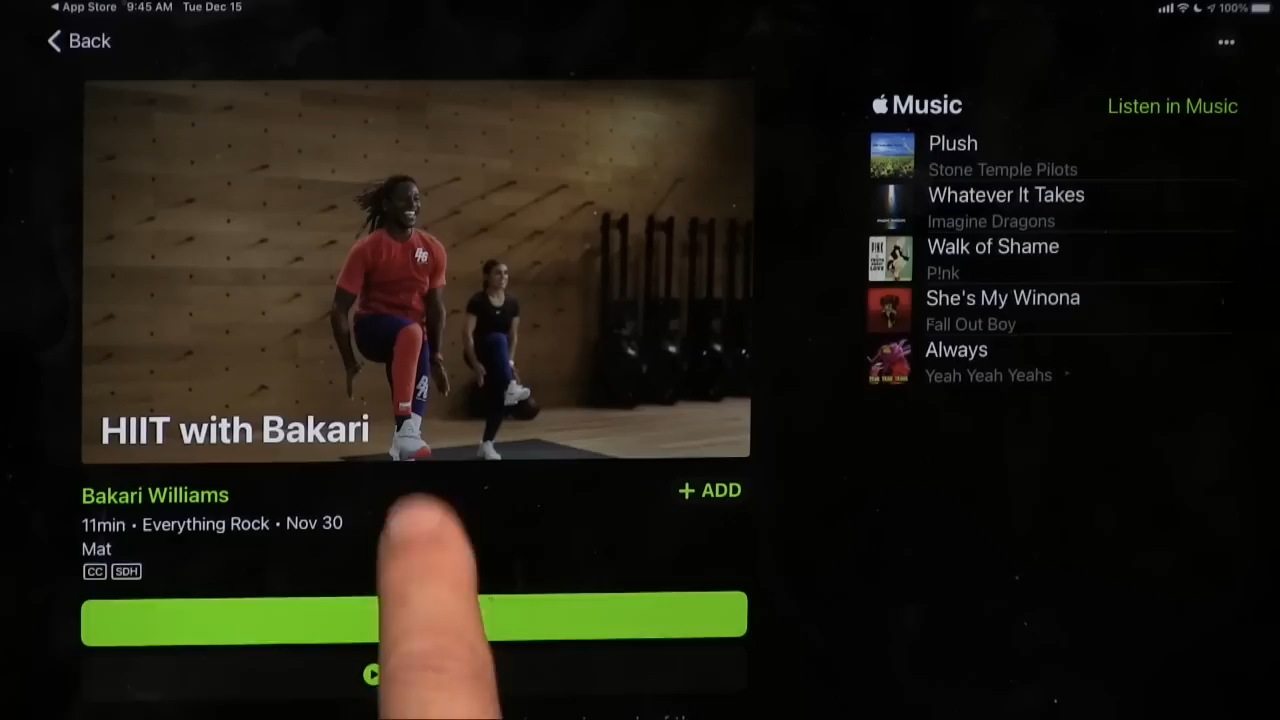 App Store 9:45 AM Tue Dec 15
100%
Back
Music
Listen in Music
Plush
Stone Temple Pilots
Whatever It Takes
Imagine Dragons
Walk of Shame
P!nk
She's My Winona
Fall Out Boy
Always
Yeah Yeah Yeahs
HIIT with Bakari
Bakari Williams
+ ADD
11min • Everything Rock • Nov 30
Mat
CC SDH